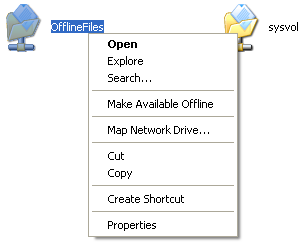 OfflineFiles
sysvol
Open
Explore
Search...
Make Available Offline
Map Network Drive...
Cut
Copy
Create Shortcut
Properties